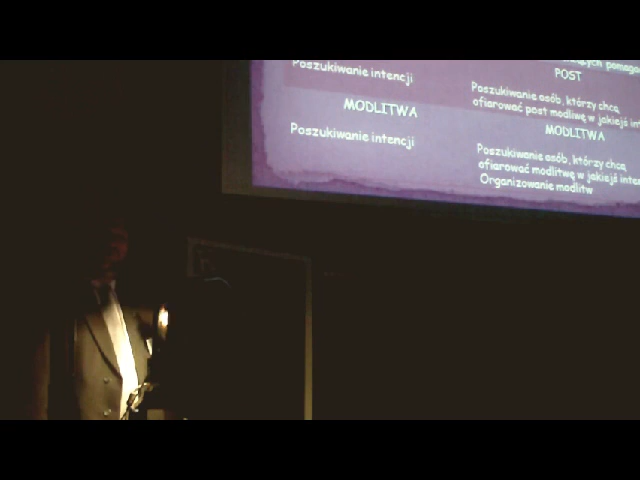 Poszukiwanie intencji
MODLITWA
Poszukiwanie intencji
POST
Poszukiwanie osób, którzy chcą
ofiarować post modliwę w jakiejś
MODLITWA
Poszukiwanie osób, którzy chcą
ofiarować modlitwę w jakiejś
Organizowanie modlitw